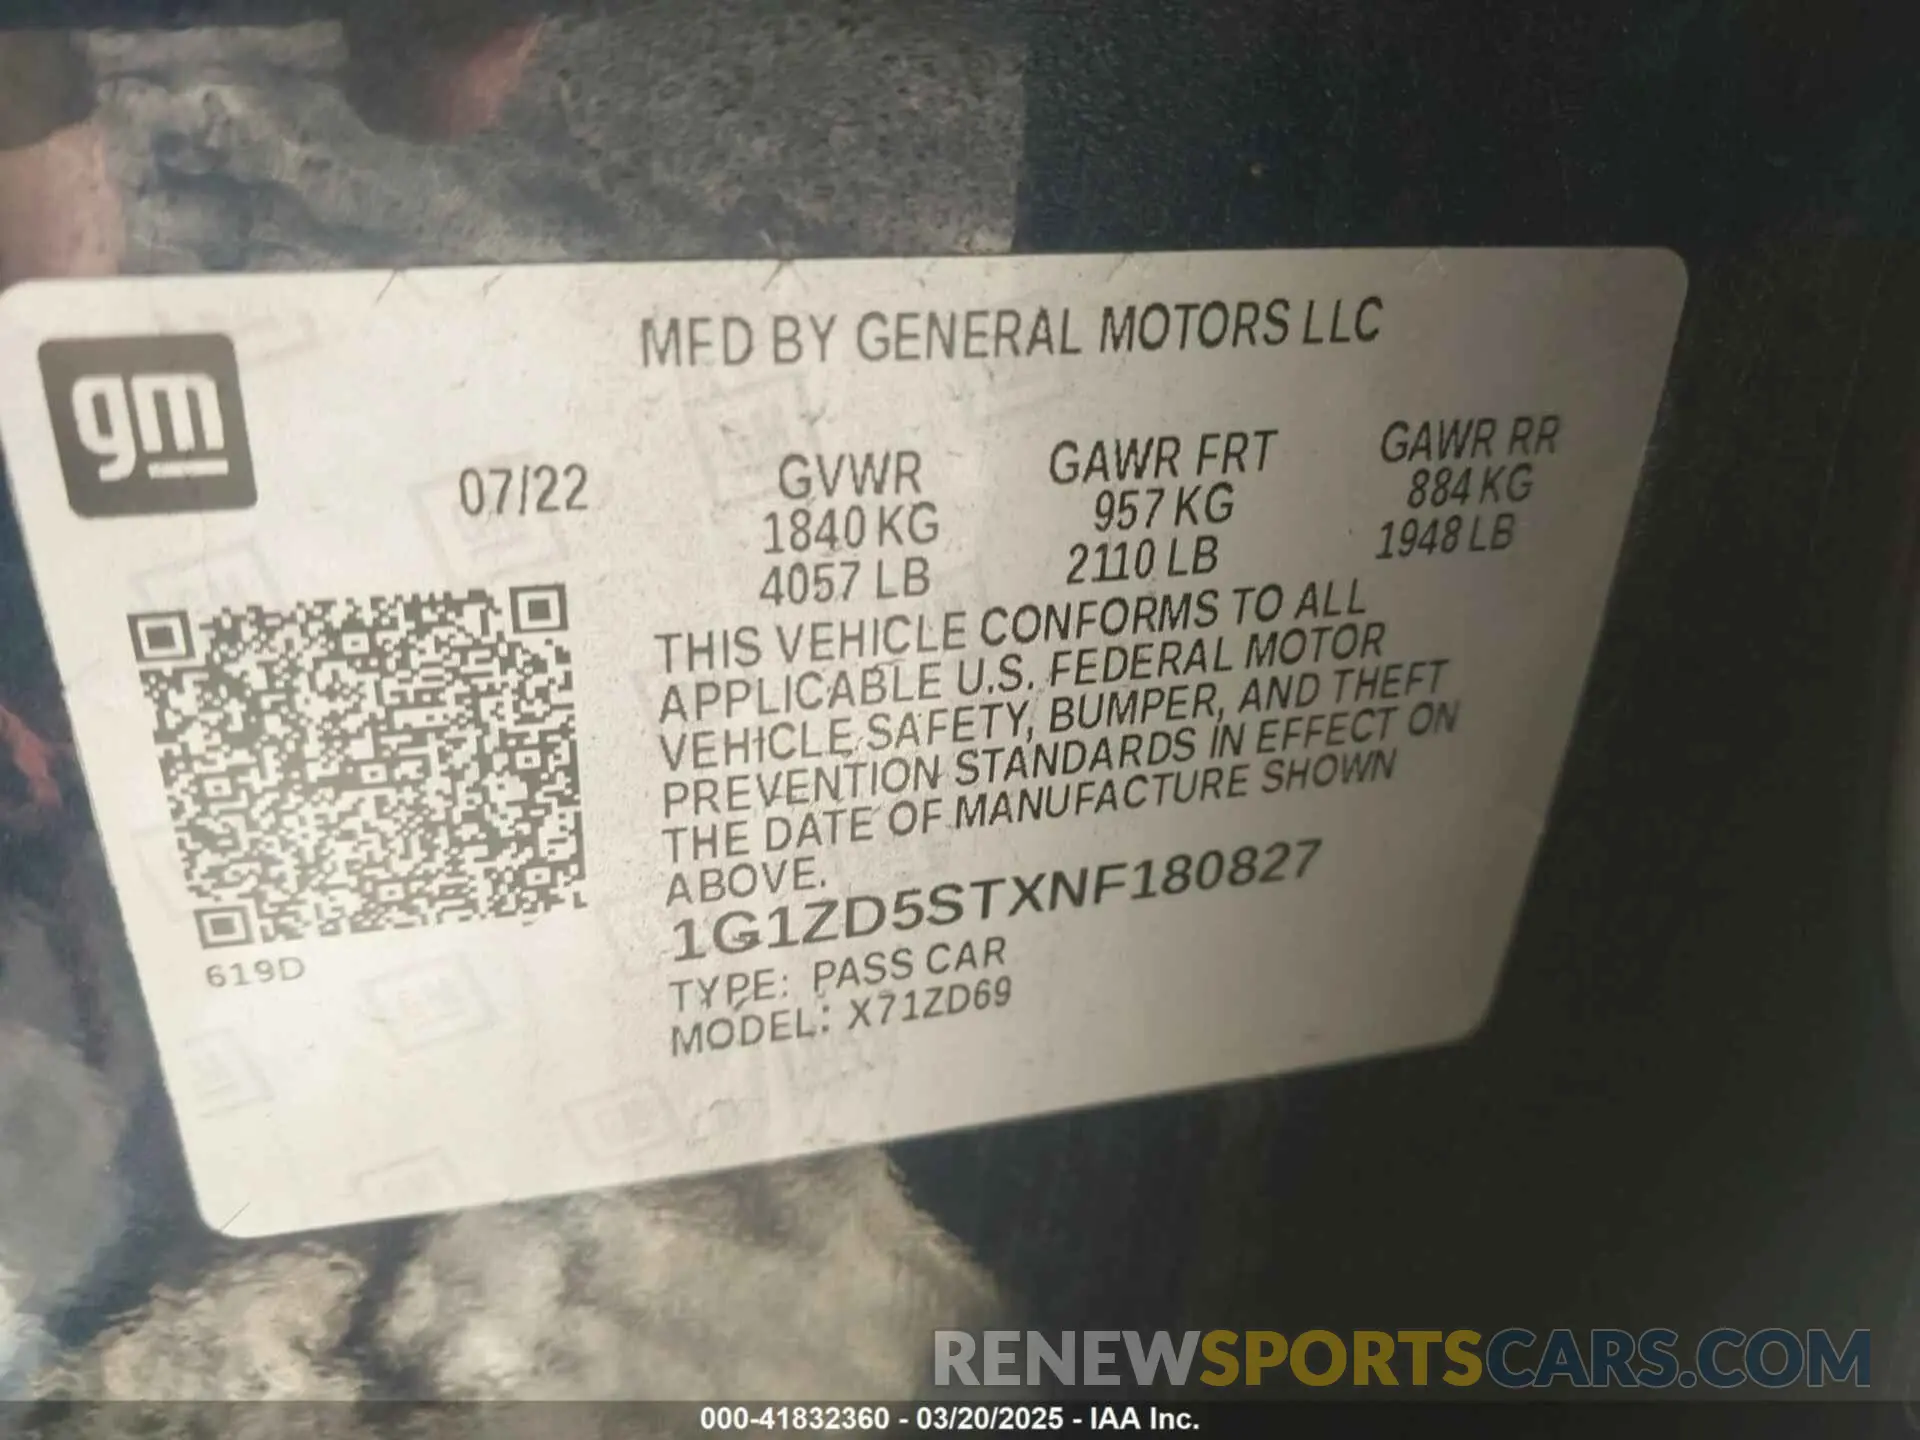 MFD BY GENERAL MOTORS LLC
gm
07/22
GVWR
1840 KG
4057 LB
GAWR FRT
957 KG
2110 LB
GAWR RR
884 KG
1948 LB
THIS VEHICLE CONFORMS TO ALL
APPLICABLE U.S. FEDERAL MOTOR
VEHICLE SAFETY, BUMPER, AND THEFT
PREVENTION STANDARDS IN EFFECT ON
THE DATE OF MANUFACTURE SHOWN
ABOVE.
1G1ZD5STXNF180827
TYPE: PASS CAR
MODEL: X71ZD69
619D
RENEWSPORTSCARS.COM
000-41832360 - 03/20/2025 - IAA Inc.